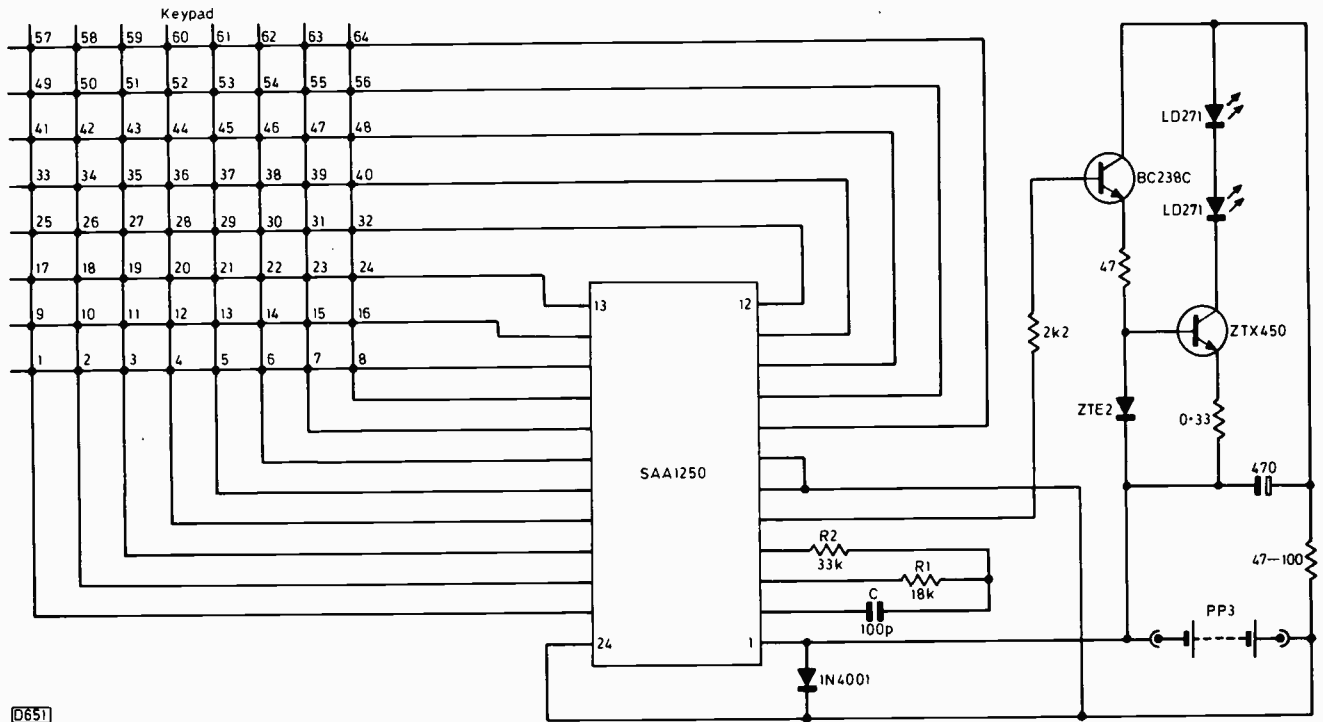 Keypad
57 58 59 60 61 62 63 64
49 50 51 52 53 54 55 56
41 42 43 44 45 46 47 48
33 34 35 36 37 38 39 40
25 26 27 28 29 30 31 32
17 18 19 20 21 22 23 24
9 10 11 12 13 14 15 16
1 2 3 4 5 6 7 8
13
12
SAA1250
24
1
R2
33k
R1
18k
C
100p
1N4001
2k2
BC238C
47
LD271
LD271
ZTX450
ZTE2
0·33
470
47—100
PP3
D651